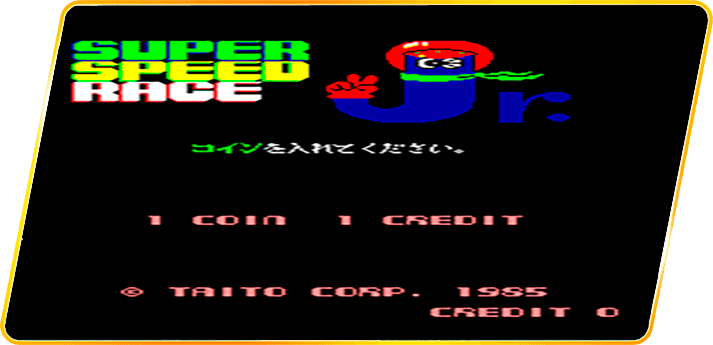 SUPER
SPEED
RACE Jr.
コインを入れてください。
1 COIN 1 CREDIT
© TAITO CORP. 1985
CREDIT 0